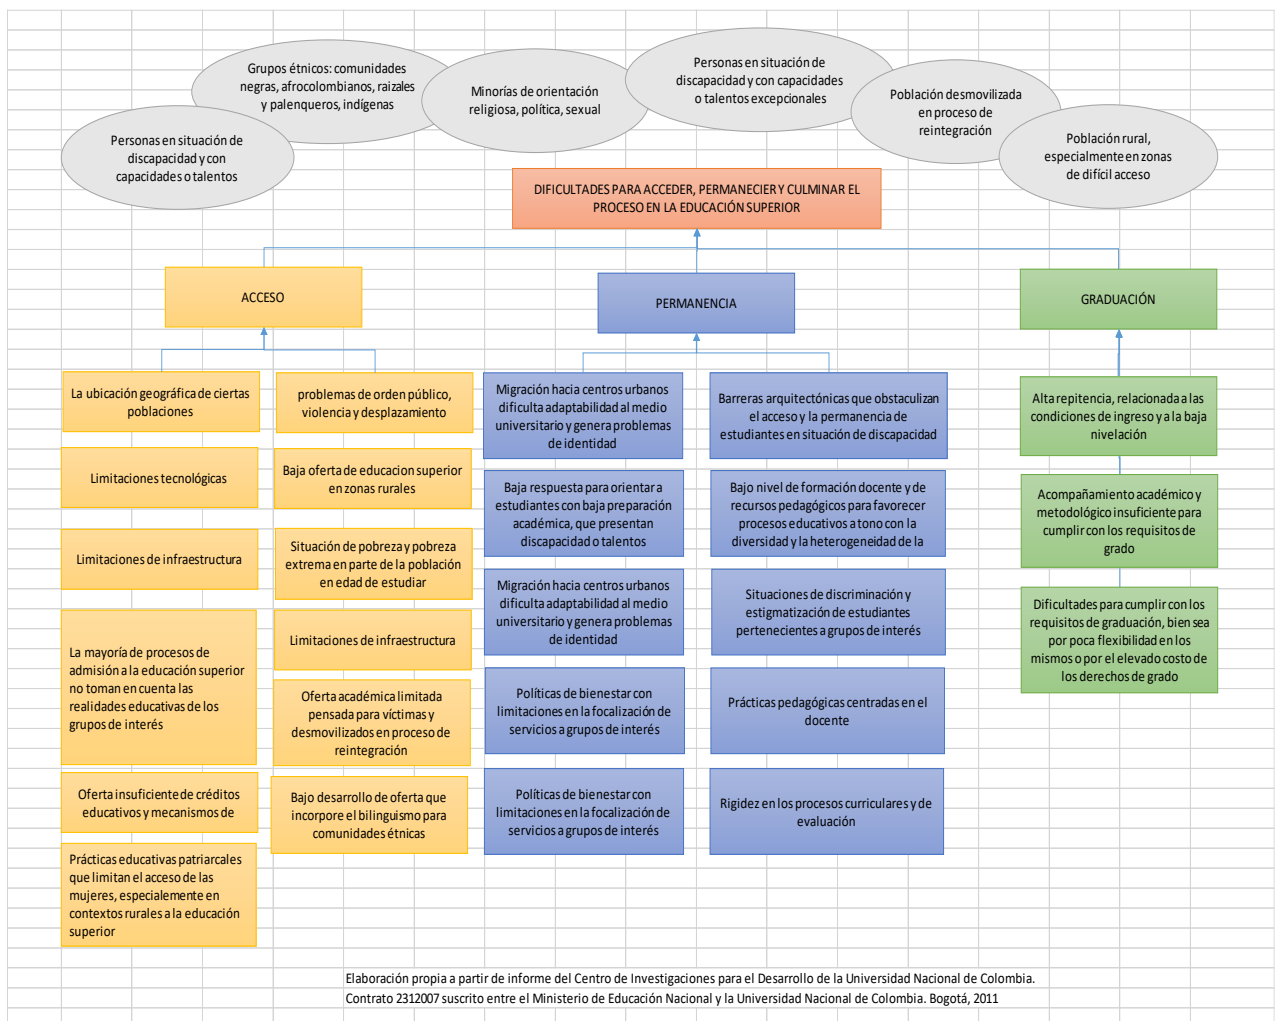 Personas en situación de
discapacidad y con
capacidades o talentos
Grupos étnicos: comunidades
negras, afrocolombianos, raizales
y palenqueros, indígenas
Minorías de orientación
religiosa, política, sexual
Personas en situación de
discapacidad y con capacidades
o talentos excepcionales
Población desmovilizada
en proceso de
reintegración
Población rural,
especialmente en zonas
de difícil acceso
DIFICULTADES PARA ACCEDER, PERMANECIER Y CULMINAR EL
PROCESO EN LA EDUCACIÓN SUPERIOR
ACCESO
La ubicación geográfica de ciertas
poblaciones
Limitaciones tecnológicas
Limitaciones de infraestructura
La mayoría de procesos de
admisión a la educación superior
no toman en cuenta las
realidades educativas de los
grupos de interés
Oferta insuficiente de créditos
educativos y mecanismos de
Prácticas educativas patriarcales
que limitan el acceso de las
mujeres, especialemente en
contextos rurales a la educación
superior
problemas de orden público,
violencia y desplazamiento
Baja oferta de educacion superior
en zonas rurales
Situación de pobreza y pobreza
extrema en parte de la población
en edad de estudiar
Limitaciones de infraestructura
Oferta académica limitada
pensada para víctimas y
desmovilizados en proceso de
reintegración
Bajo desarrollo de oferta que
incorpore el bilinguismo para
comunidades étnicas
PERMANENCIA
Migración hacia centros urbanos
dificulta adaptabilidad al medio
universitario y genera problemas
de identidad
Baja respuesta para orientar a
estudiantes con baja preparación
académica, que presentan
discapacidad o talentos
Migración hacia centros urbanos
dificulta adaptabilidad al medio
universitario y genera problemas
de identidad
Políticas de bienestar con
limitaciones en la focalización de
servicios a grupos de interés
Políticas de bienestar con
limitaciones en la focalización de
servicios a grupos de interés
Barreras arquitectónicas que obstaculizan
el acceso y la permanencia de
estudiantes en situación de discapacidad
Bajo nivel de formación docente y de
recursos pedagógicos para favorecer
procesos educativos a tono con la
diversidad y la heterogeneidad de la
Situaciones de discriminación y
estigmatización de estudiantes
pertenecientes a grupos de interés
Prácticas pedagógicas centradas en el
docente
Rigidez en los procesos curriculares y de
evaluación
GRADUACIÓN
Alta repitencia, relacionada a las
condiciones de ingreso y a la baja
nivelación
Acompañamiento académico y
metodológico insuficiente para
cumplir con los requisitos de
grado
Dificultades para cumplir con los
requisitos de graduación, bien sea
por poca flexibilidad en los
mismos o por el elevado costo de
los derechos de grado
Elaboración propia a partir de informe del Centro de Investigaciones para el Desarrollo de la Universidad Nacional de Colombia.
Contrato 2312007 suscrito entre el Ministerio de Educación Nacional y la Universidad Nacional de Colombia. Bogotá, 2011